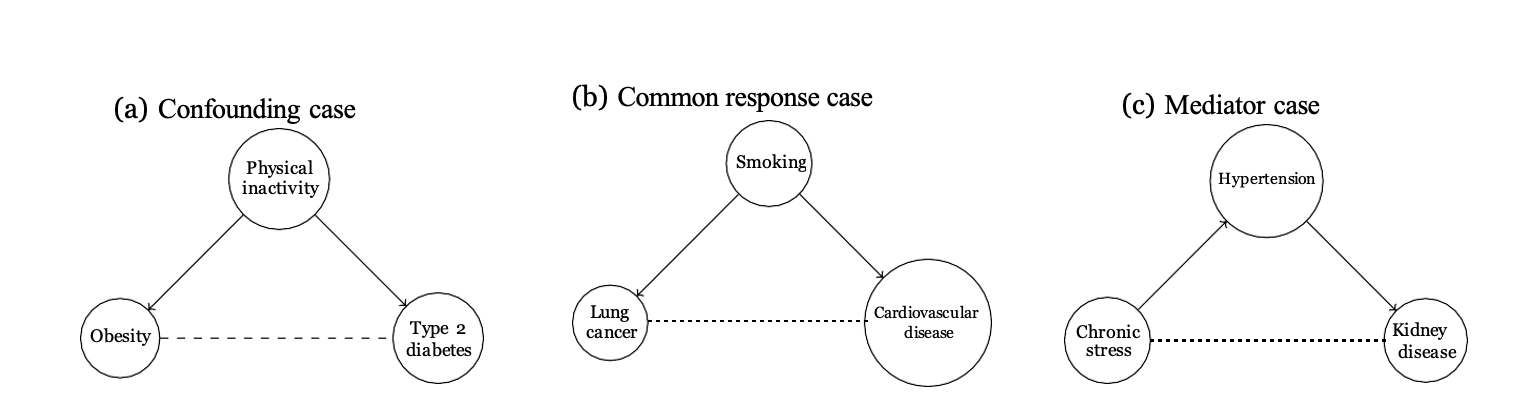 (a) Confounding case
Physical
inactivity
Obesity
Type 2
diabetes
(b) Common response case
Smoking
Lung
cancer
Cardiovascular
disease
(c) Mediator case
Hypertension
Chronic
stress
Kidney
disease